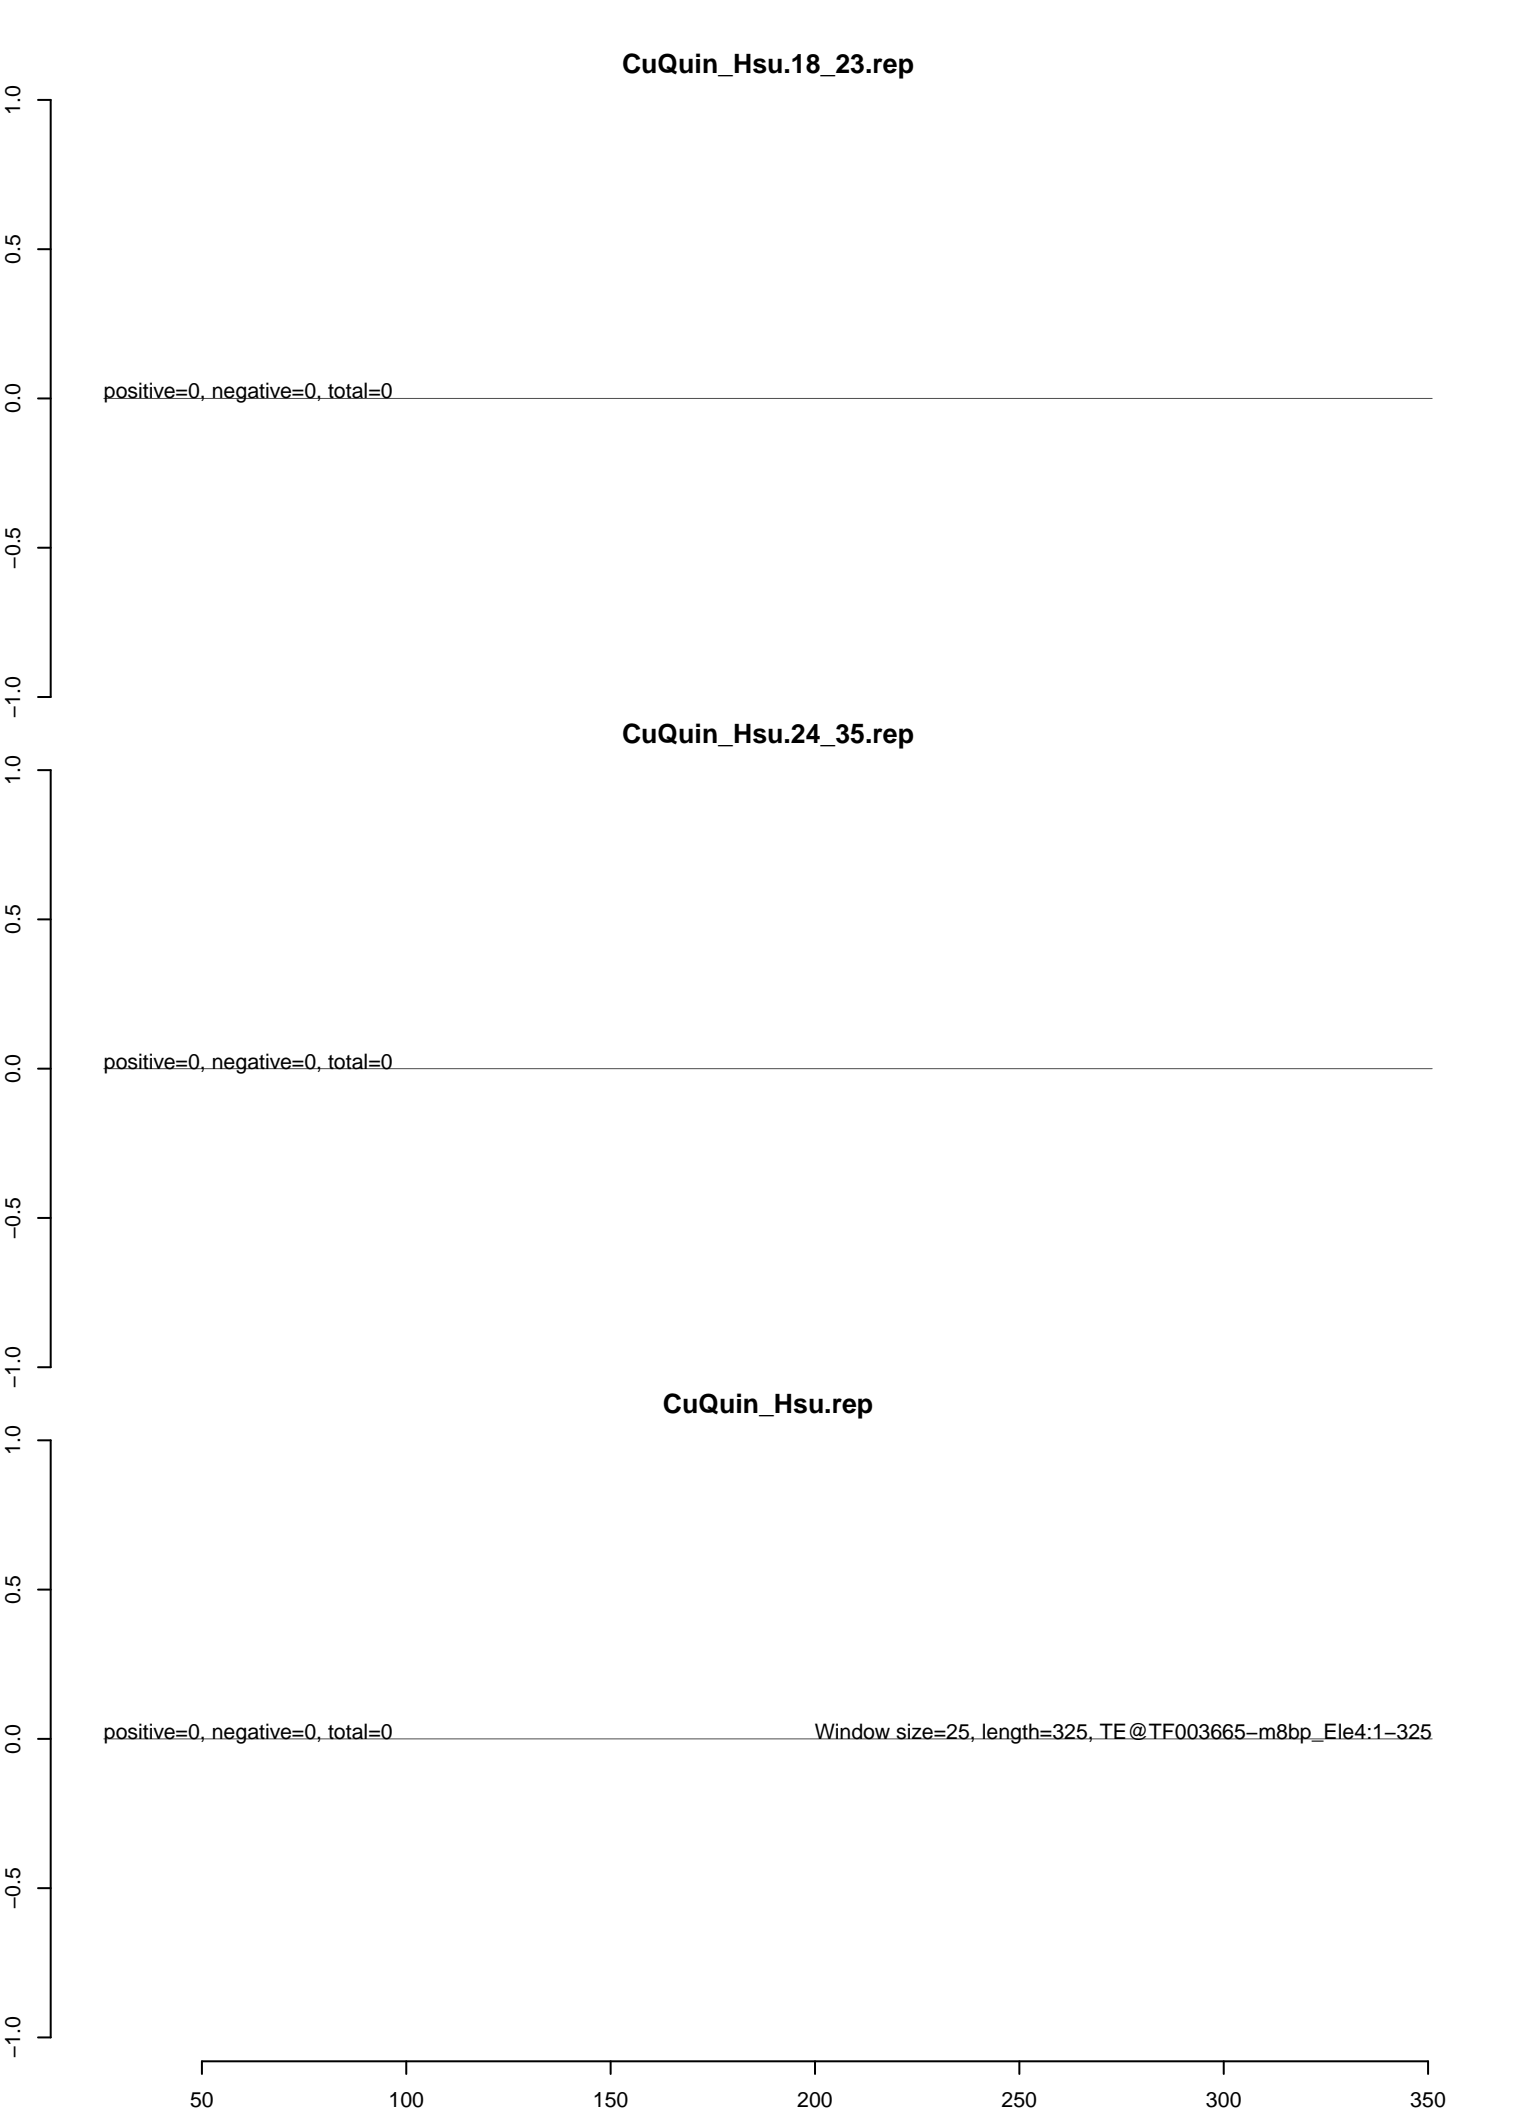 CuQuin_Hsu.18_23.rep
1.0
0.5
0.0
−0.5
−1.0
positive=0, negative=0, total=0
CuQuin_Hsu.24_35.rep
1.0
0.5
0.0
−0.5
−1.0
positive=0, negative=0, total=0
CuQuin_Hsu.rep
1.0
0.5
0.0
−0.5
−1.0
positive=0, negative=0, total=0
Window size=25, length=325, TE@TF003665−m8bp_Ele4:1−325
50 100 150 200 250 300 350